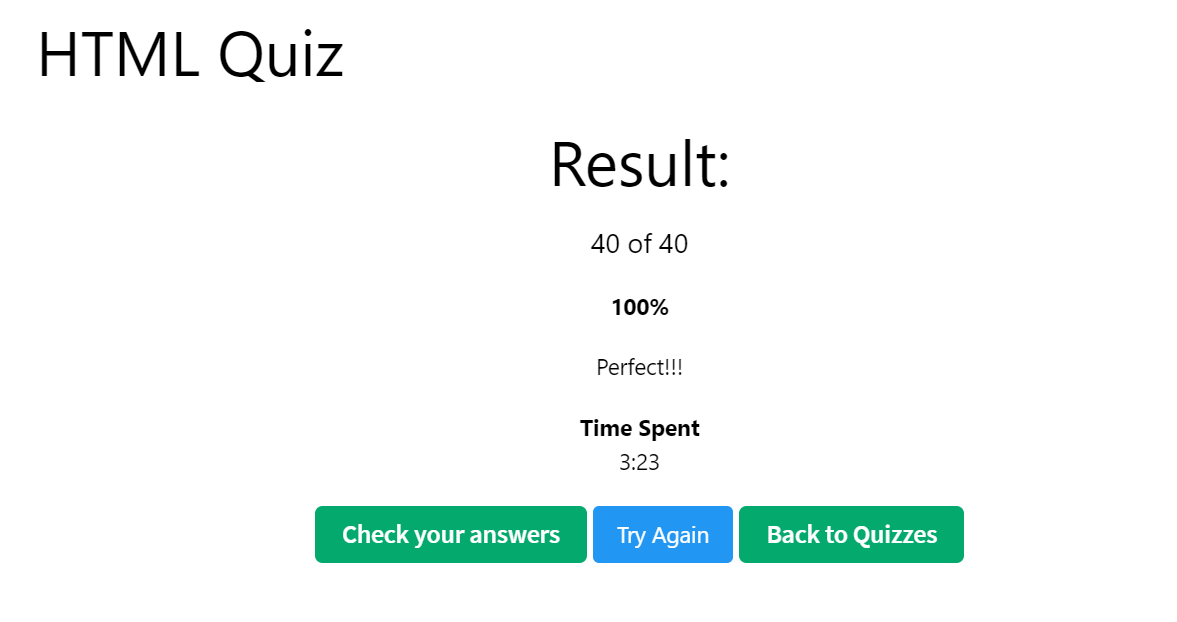 HTML Quiz
Result:
40 of 40
100%
Perfect!!!
Time Spent
3:23
Check your answers Try Again Back to Quizzes